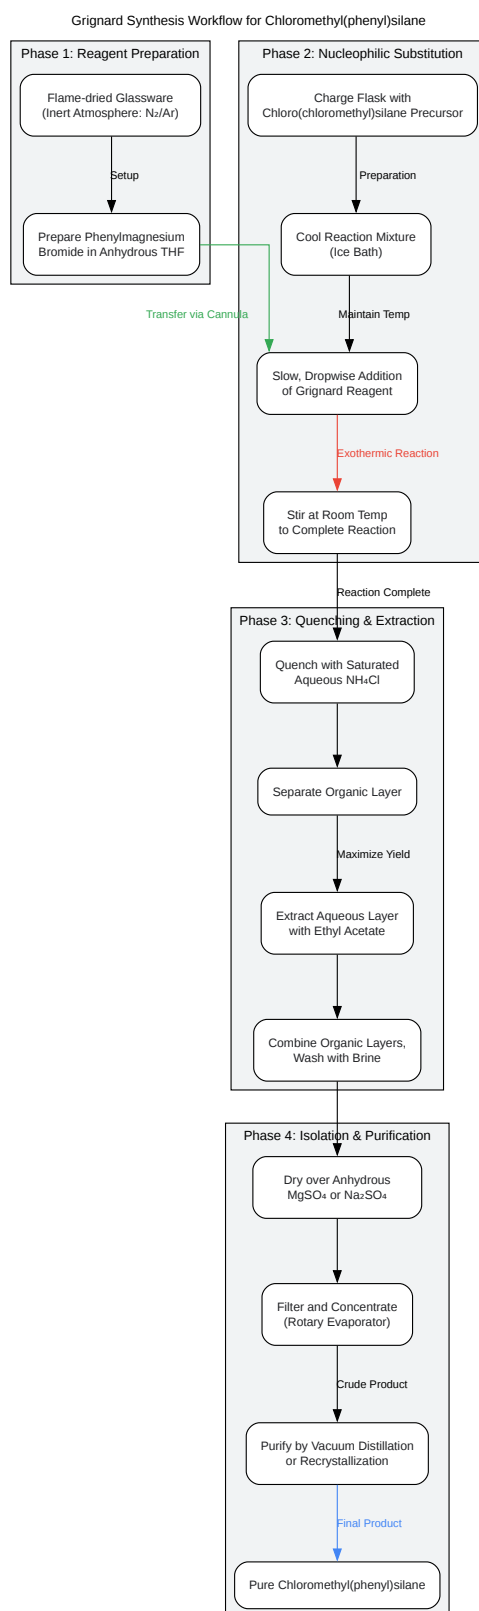 Grignard Synthesis Workflow for Chloromethyl(phenyl)silane
Phase 1: Reagent Preparation
Flame-dried Glassware
(Inert Atmosphere: N₂/Ar)
Setup
Prepare Phenylmagnesium
Bromide in Anhydrous THF
Transfer via Cannula
Phase 2: Nucleophilic Substitution
Charge Flask with
Chloro(chloromethyl)silane Precursor
Preparation
Cool Reaction Mixture
(Ice Bath)
Maintain Temp
Slow, Dropwise Addition
of Grignard Reagent
Exothermic Reaction
Stir at Room Temp
to Complete Reaction
Reaction Complete
Phase 3: Quenching & Extraction
Quench with Saturated
Aqueous NH₄Cl
Separate Organic Layer
Maximize Yield
Extract Aqueous Layer
with Ethyl Acetate
Combine Organic Layers,
Wash with Brine
Phase 4: Isolation & Purification
Dry over Anhydrous
MgSO₄ or Na₂SO₄
Filter and Concentrate
(Rotary Evaporator)
Crude Product
Purify by Vacuum Distillation
or Recrystallization
Final Product
Pure Chloromethyl(phenyl)silane